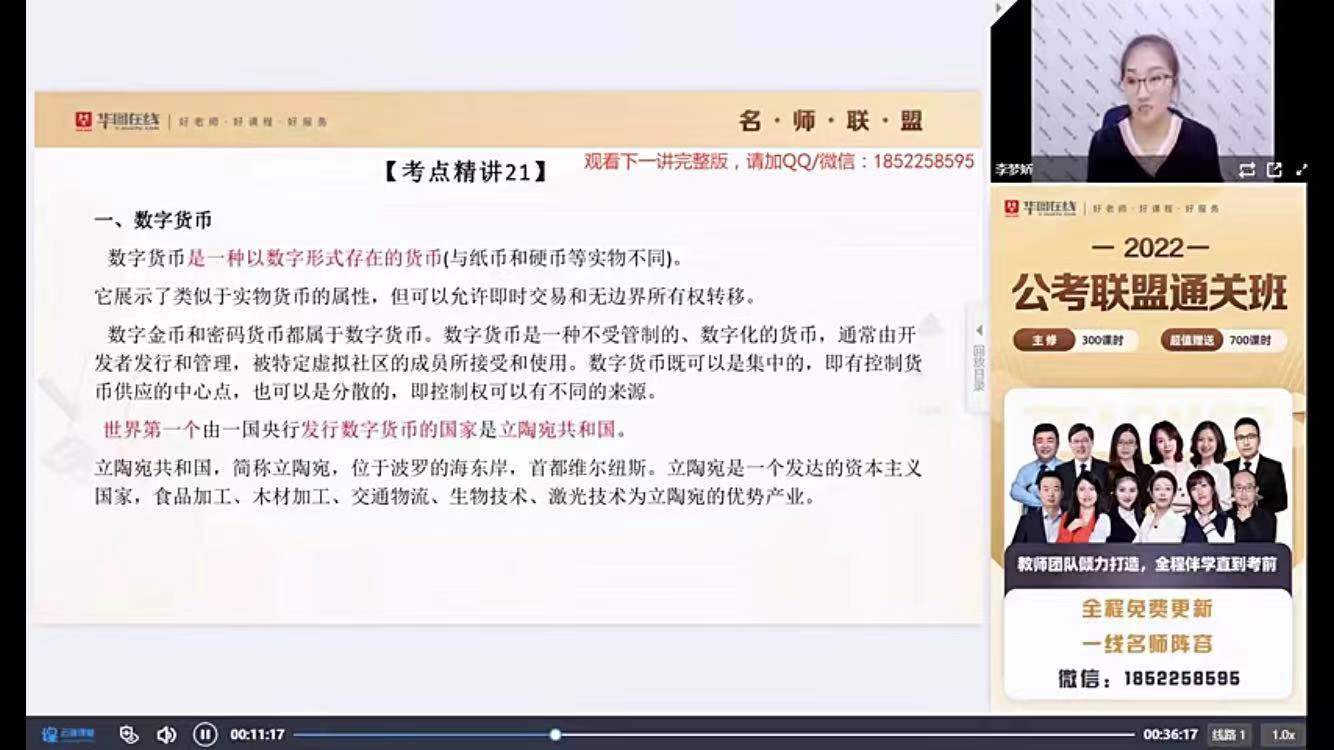 华图在线 | 好老师·好课程·好服务
名·师·联·盟
【考点精讲21】
观看下一讲完整版，请加QQ/微信：1852258595
一、数字货币
数字货币是一种以数字形式存在的货币(与纸币和硬币等实物不同)。
它展示了类似于实物货币的属性，但可以允许即时交易和无边界所有权转移。
数字金币和密码货币都属于数字货币。数字货币是一种不受管制的、数字化的货币，通常由开
发者发行和管理，被特定虚拟社区的成员所接受和使用。数字货币既可以是集中的，即有控制货
币供应的中心点，也可以是分散的，即控制权可以有不同的来源。
世界第一个由一国央行发行数字货币的国家是立陶宛共和国。
立陶宛共和国，简称立陶宛，位于波罗的海东岸，首都维尔纽斯。立陶宛是一个发达的资本主义
国家，食品加工、木材加工、交通物流、生物技术、激光技术为立陶宛的优势产业。
回放目录
李梦娇
华图在线 | 好老师·好课程·好服务
2022
公考联盟通关班
主修 300课时 超值赠送 700课时
教师团队倾力打造，全程伴学直到考前
全程免费更新
一线名师阵容
微信：1852258595
00:11:17
00:36:17 线路 1 1.0x